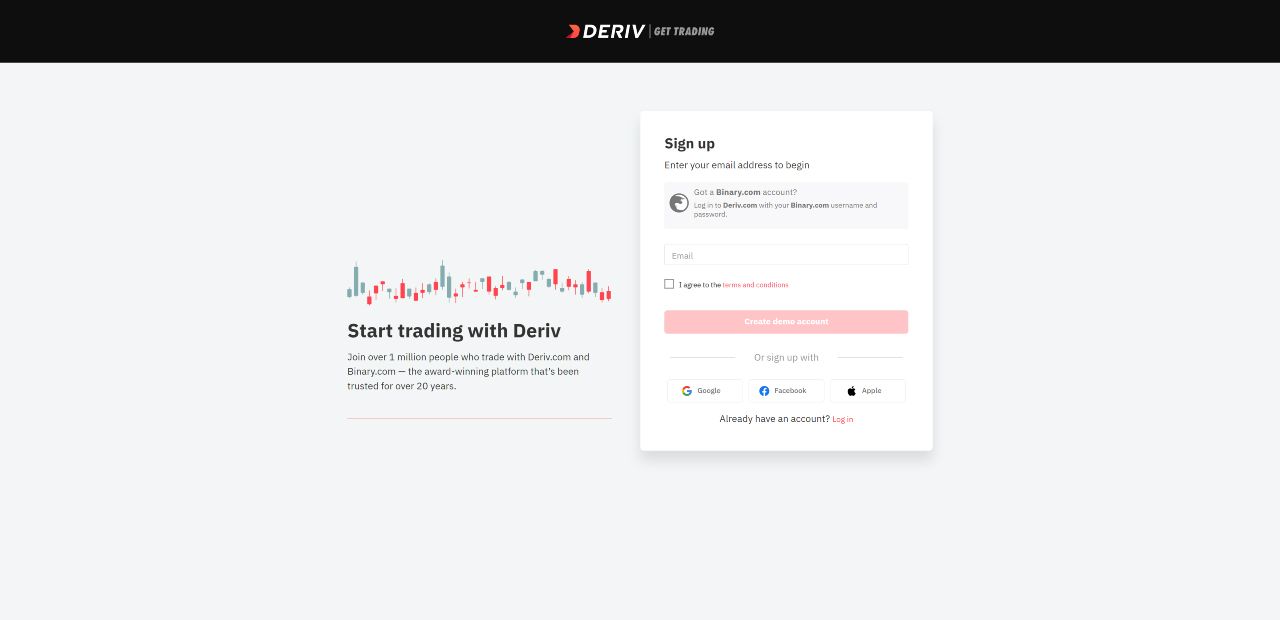 DERIV | GET TRADING
Start trading with Deriv
Join over 1 million people who trade with Deriv.com and
Binary.com — the award-winning platform that's been
trusted for over 20 years.
Sign up
Enter your email address to begin
Got a Binary.com account?
Log in to Deriv.com with your Binary.com username and
password.
Email
I agree to the terms and conditions
Create demo account
Or sign up with
Google
Facebook
Apple
Already have an account? Log in